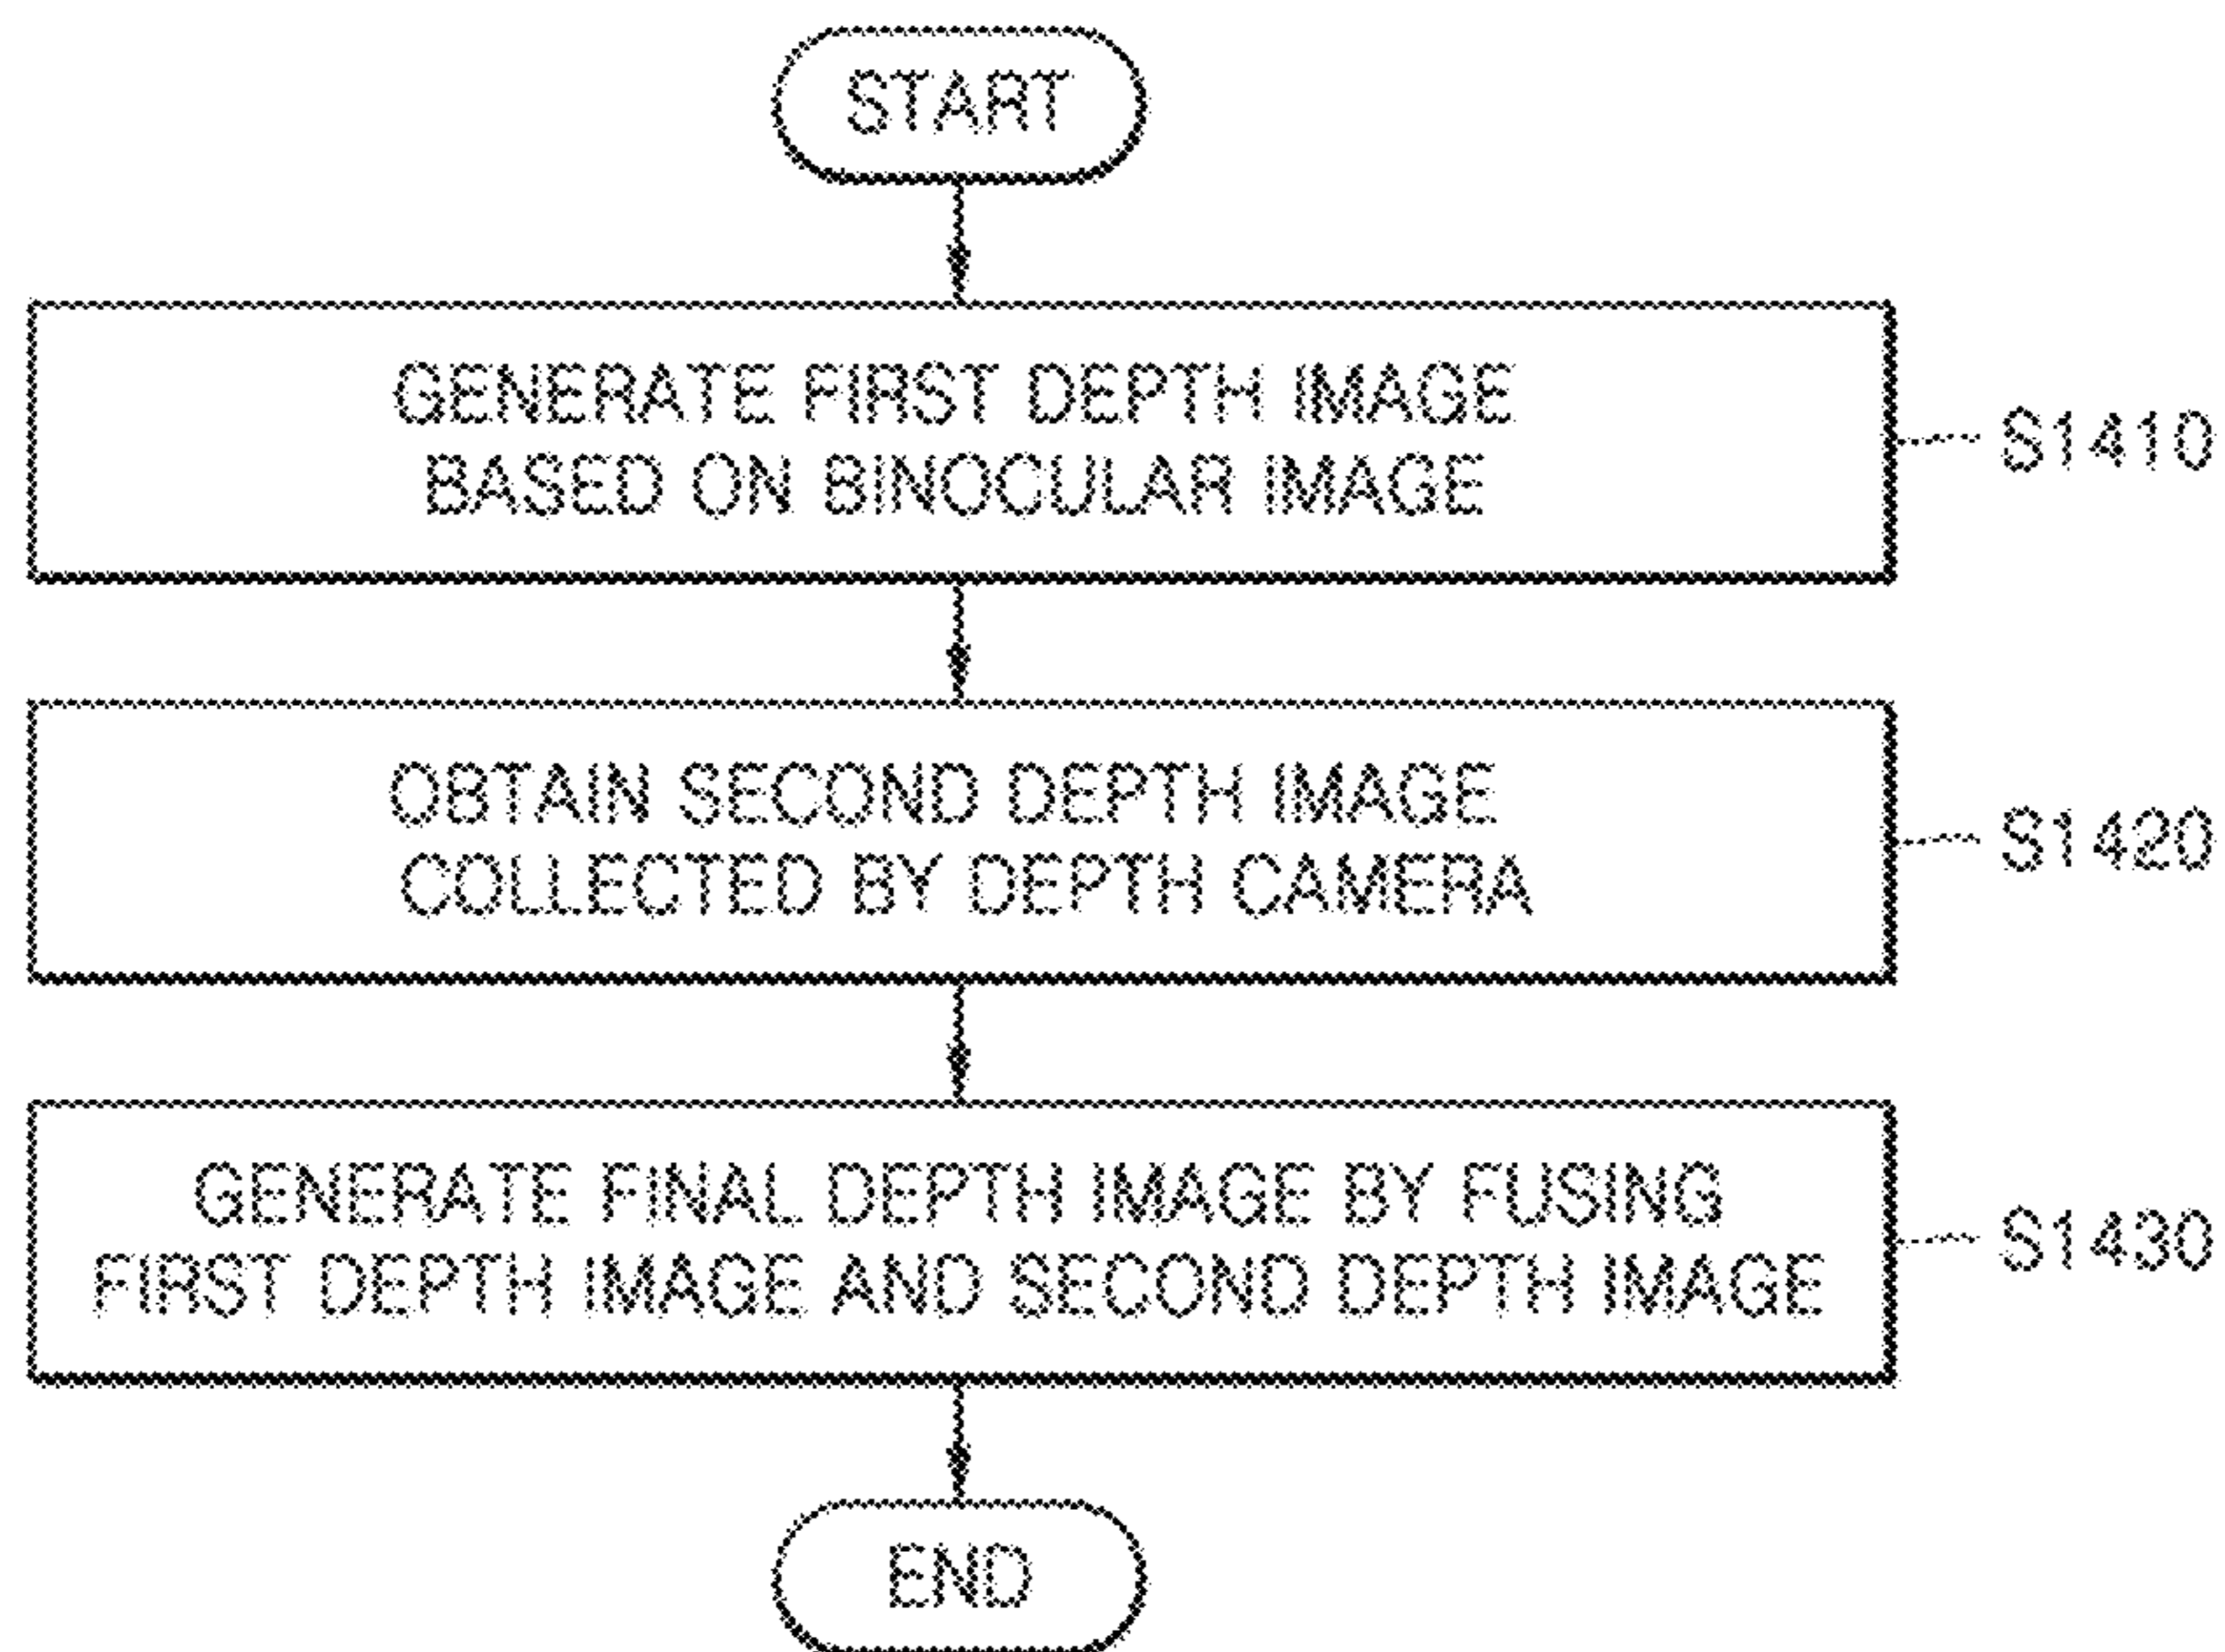 START
GENERATE FIRST DEPTH IMAGE
BASED ON BINOCULAR IMAGE
S1410
OBTAIN SECOND DEPTH IMAGE
COLLECTED BY DEPTH CAMERA
S1420
GENERATE FINAL DEPTH IMAGE BY FUSING
FIRST DEPTH IMAGE AND SECOND DEPTH IMAGE
S1430
END